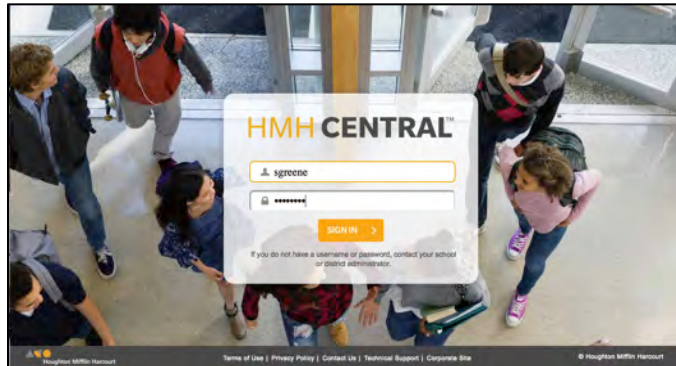 HMH CENTRAL™
sgreene
••••••••
SIGN IN >
If you do not have a username or password, contact your school
or district administrator.
Houghton Mifflin Harcourt
Terms of Use | Privacy Policy | Contact Us | Technical Support | Corporate Site
© Houghton Mifflin Harcourt